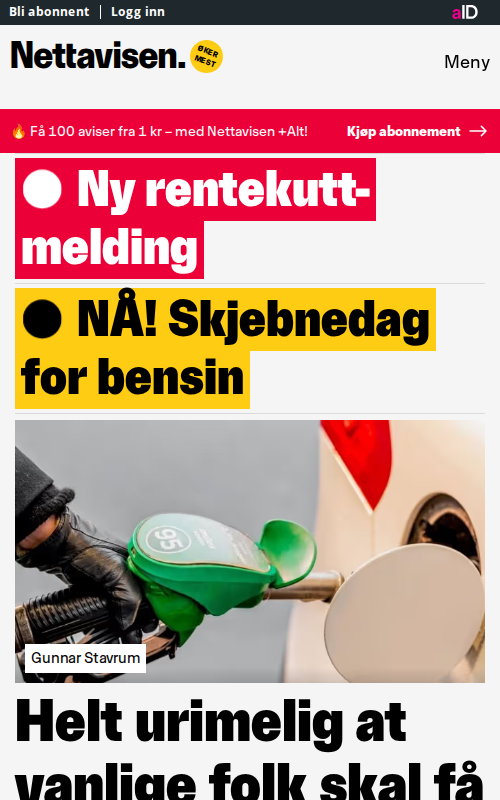 Bli abonnent | Logg inn
aID
Nettavisen.
ØKER
MEST
Meny
🔥 Få 100 aviser fra 1 kr – med Nettavisen +Alt!
Kjøp abonnement →
Ny rentekutt-
melding
NÅ! Skjebnedag
for bensin
95
Gunnar Stavrum
Helt urimelig at
vanlige folk skal få